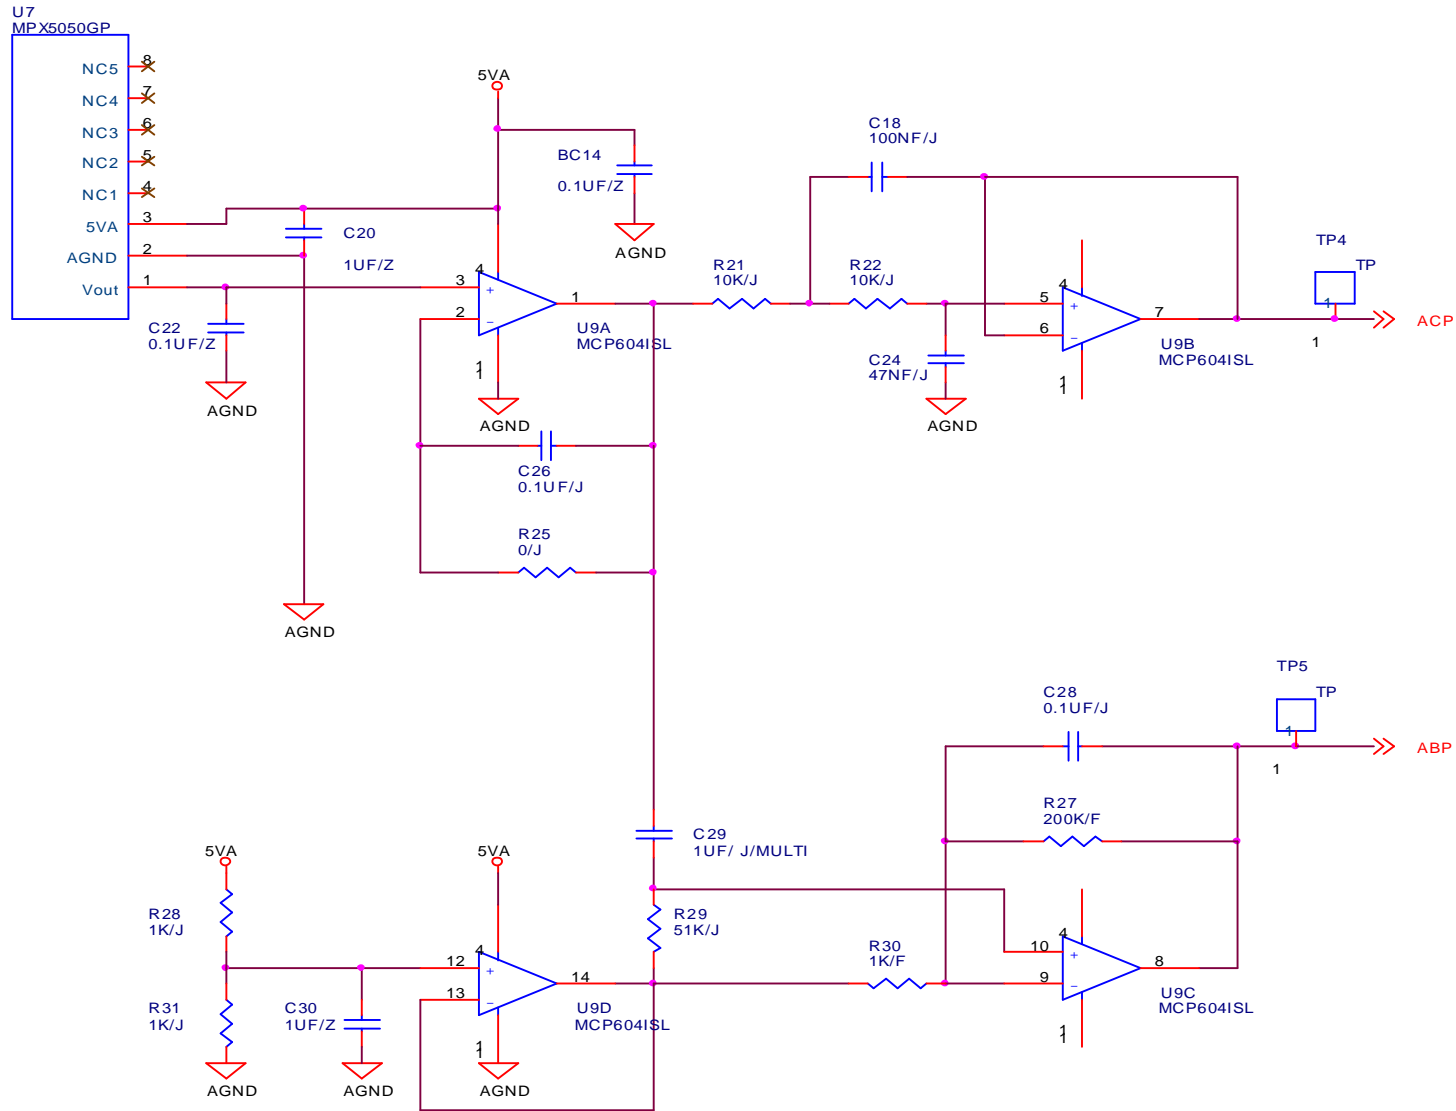 U7
MPX5050GP
NC5 8
NC4 7
NC3 6
NC2 5
NC1 4
5VA 3
AGND 2
Vout 1
C22
0.1UF/Z
AGND
C20
1UF/Z
AGND
5VA
BC14
0.1UF/Z
AGND
4
3
+
2
−
1
1
1
U9A
MCP604ISL
AGND
C26
0.1UF/J
R25
0/J
R21
10K/J
R22
10K/J
C18
100NF/J
C24
47NF/J
AGND
4
5
+
6
−
7
1
1
U9B
MCP604ISL
TP4
TP
1
1
ACP
5VA
R28
1K/J
R31
1K/J
AGND
C30
1UF/Z
AGND
5VA
4
12
+
13
−
14
1
1
U9D
MCP604ISL
AGND
C29
1UF/ J/MULTI
R29
51K/J
R30
1K/F
C28
0.1UF/J
R27
200K/F
4
10
+
9
−
8
1
1
U9C
MCP604ISL
TP5
TP
1
1
ABP